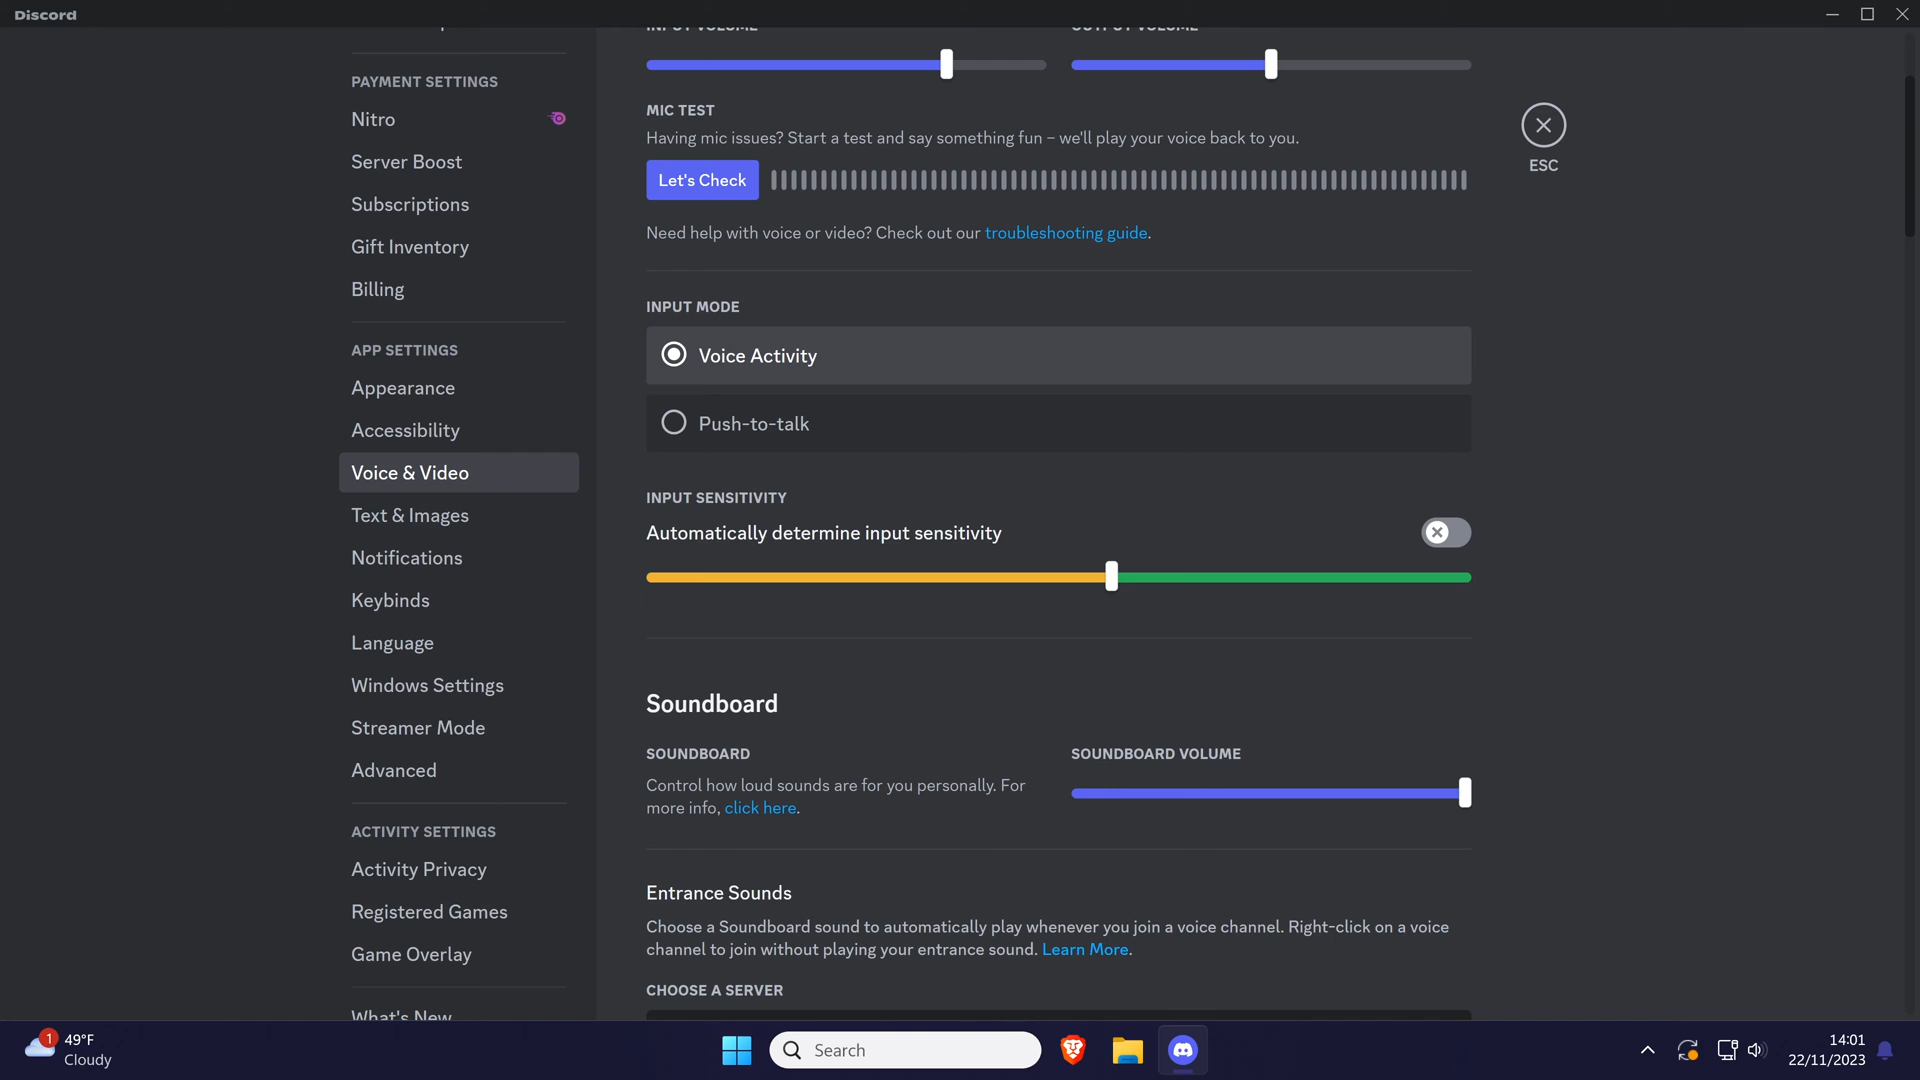 Discord
INPUT VOLUME
OUTPUT VOLUME
PAYMENT SETTINGS
Nitro
Server Boost
Subscriptions
Gift Inventory
Billing
APP SETTINGS
Appearance
Accessibility
Voice & Video
Text & Images
Notifications
Keybinds
Language
Windows Settings
Streamer Mode
Advanced
ACTIVITY SETTINGS
Activity Privacy
Registered Games
Game Overlay
What's New
MIC TEST
Having mic issues? Start a test and say something fun – we'll play your voice back to you.
Let's Check
Need help with voice or video? Check out our troubleshooting guide.
INPUT MODE
Voice Activity
Push-to-talk
INPUT SENSITIVITY
Automatically determine input sensitivity
Soundboard
SOUNDBOARD
Control how loud sounds are for you personally. For
more info, click here.
SOUNDBOARD VOLUME
Entrance Sounds
Choose a Soundboard sound to automatically play whenever you join a voice channel. Right-click on a voice
channel to join without playing your entrance sound. Learn More.
CHOOSE A SERVER
ESC
1
49°F
Cloudy
Search
14:01
22/11/2023